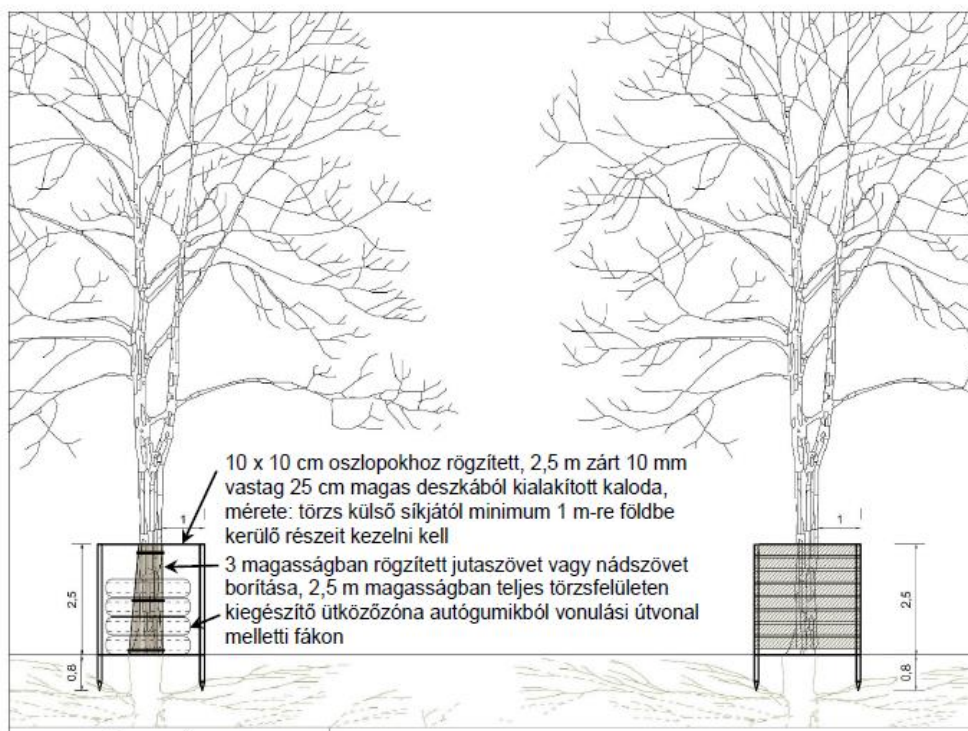 10 x 10 cm oszlopokhoz rögzített, 2,5 m zárt 10 mm
vastag 25 cm magas deszkából kialakított kaloda,
mérete: törzs külső síkjától minimum 1 m-re földbe
kerülő részeit kezelni kell
3 magasságban rögzített jutaszövet vagy nádszövet
borítása, 2,5 m magasságban teljes törzsfelületen
kiegészítő ütközőzóna autógumikból vonulási útvonal
melletti fákon
1
2,5
0,8
1
2,5
0,8